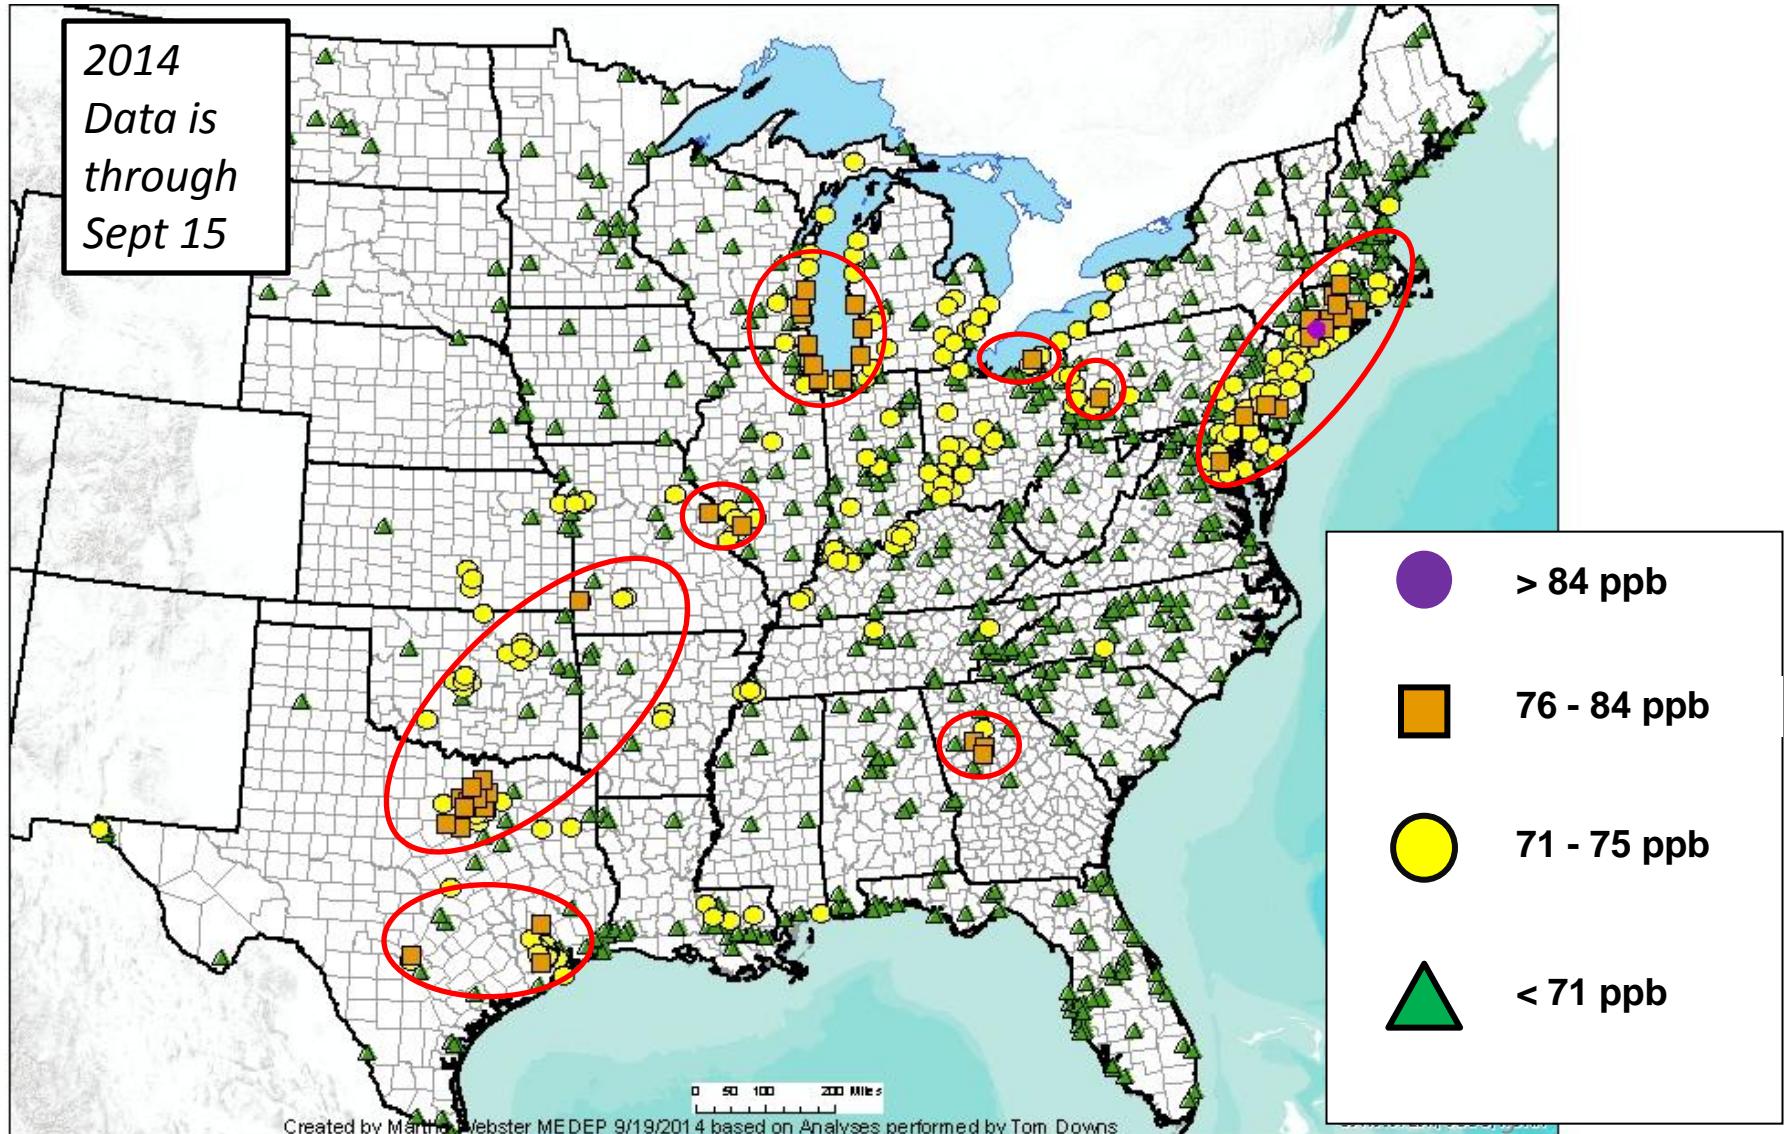 2014
Data is
through
Sept 15
> 84 ppb
76 - 84 ppb
71 - 75 ppb
< 71 ppb
0 50 100 200 Miles
Created by Martha Webster MEDEP 9/19/2014 based on Analyses performed by Tom Downs